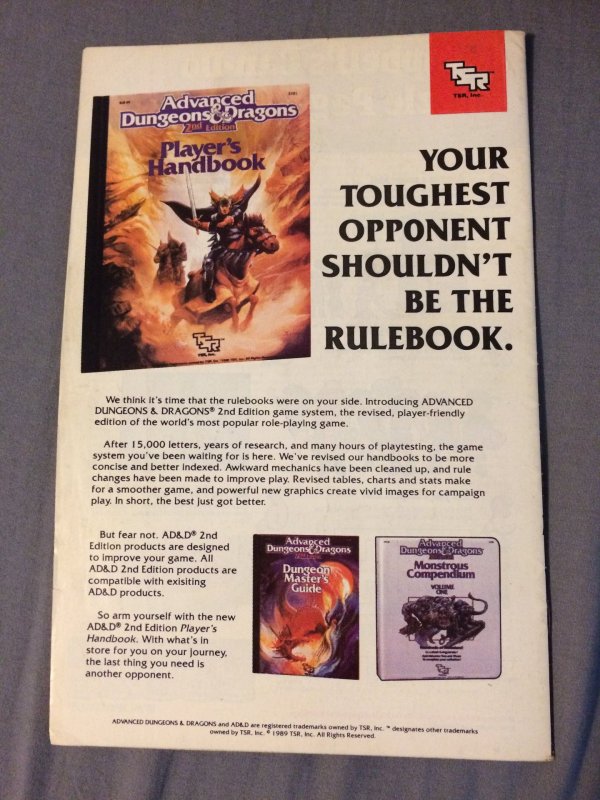 TSR
TSR, Inc.
Advanced
Dungeons & Dragons
2nd Edition
Player's
Handbook
TSR
TSR, Inc.
YOUR
TOUGHEST
OPPONENT
SHOULDN'T
BE THE
RULEBOOK.
We think it's time that the rulebooks were on your side. Introducing ADVANCED
DUNGEONS & DRAGONS® 2nd Edition game system, the revised, player-friendly
edition of the world's most popular role-playing game.
After 15,000 letters, years of research, and many hours of playtesting, the game
system you've been waiting for is here. We've revised our handbooks to be more
concise and better indexed. Awkward mechanics have been cleaned up, and rule
changes have been made to improve play. Revised tables, charts and stats make
for a smoother game, and powerful new graphics create vivid images for campaign
play. In short, the best just got better.
But fear not. AD&D® 2nd
Edition products are designed
to improve your game. All
AD&D 2nd Edition products are
compatible with exisiting
AD&D products.
So arm yourself with the new
AD&D® 2nd Edition Player's
Handbook. With what's in
store for you on your journey,
the last thing you need is
another opponent.
Advanced
Dungeons & Dragons
Dungeon
Master's
Guide
Advanced
Dungeons & Dragons
Monstrous
Compendium
VOLUME
ONE
TSR
ADVANCED DUNGEONS & DRAGONS and AD&D are registered trademarks owned by TSR, Inc. ™ designates other trademarks
owned by TSR, Inc. © 1989 TSR, Inc. All Rights Reserved.